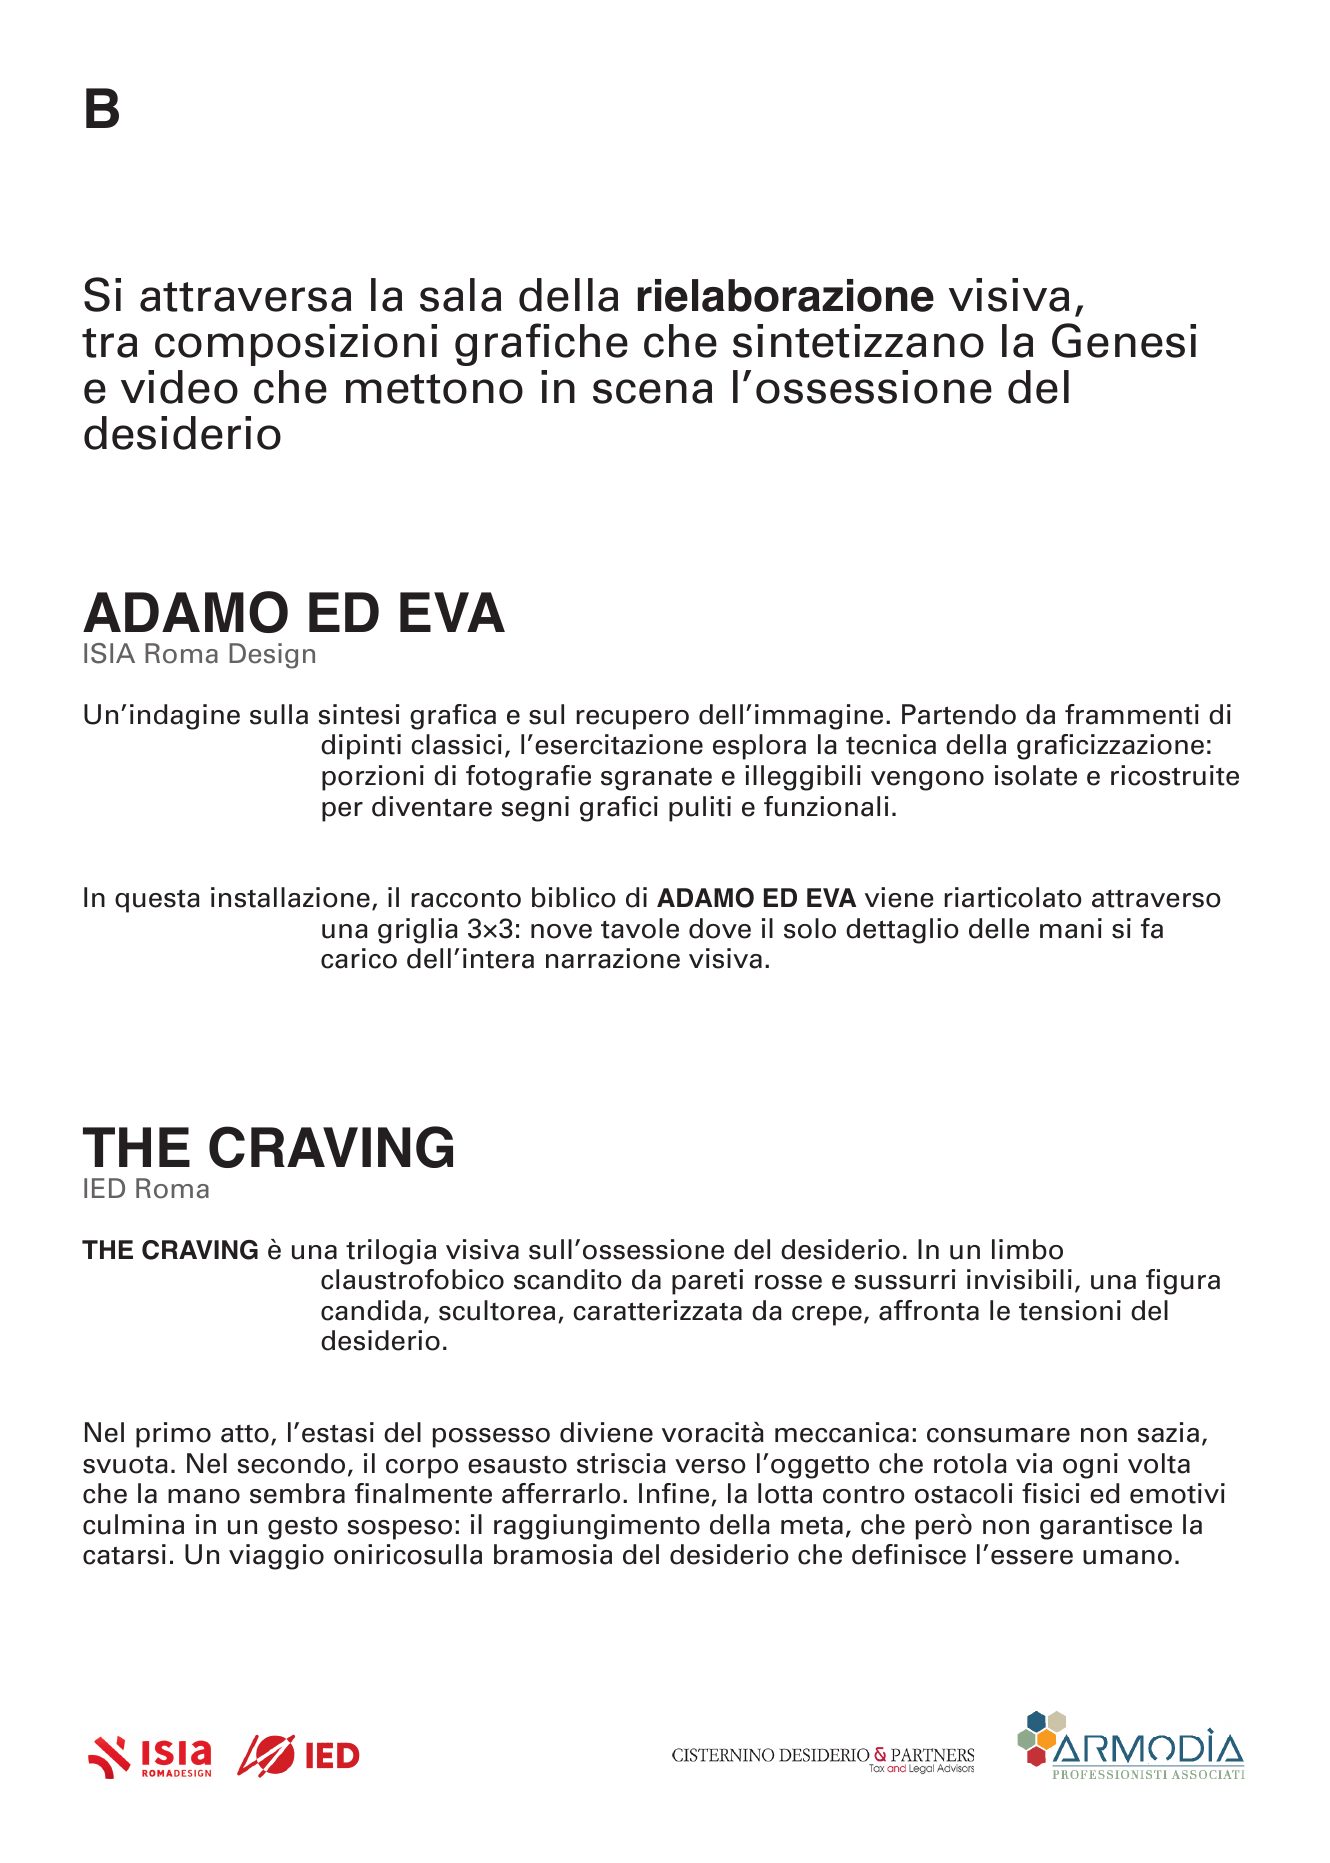 B
Si attraversa la sala della rielaborazione visiva,
tra composizioni grafiche che sintetizzano la Genesi
e video che mettono in scena l’ossessione del
desiderio
ADAMO ED EVA
ISIA Roma Design
Un’indagine sulla sintesi grafica e sul recupero dell’immagine. Partendo da frammenti di
dipinti classici, l’esercitazione esplora la tecnica della graficizzazione:
porzioni di fotografie sgranate e illeggibili vengono isolate e ricostruite
per diventare segni grafici puliti e funzionali.
In questa installazione, il racconto biblico di ADAMO ED EVA viene riarticolato attraverso
una griglia 3×3: nove tavole dove il solo dettaglio delle mani si fa
carico dell’intera narrazione visiva.
THE CRAVING
IED Roma
THE CRAVING è una trilogia visiva sull’ossessione del desiderio. In un limbo
claustrofobico scandito da pareti rosse e sussurri invisibili, una figura
candida, scultorea, caratterizzata da crepe, affronta le tensioni del
desiderio.
Nel primo atto, l’estasi del possesso diviene voracità meccanica: consumare non sazia,
svuota. Nel secondo, il corpo esausto striscia verso l’oggetto che rotola via ogni volta
che la mano sembra finalmente afferrarlo. Infine, la lotta contro ostacoli fisici ed emotivi
culmina in un gesto sospeso: il raggiungimento della meta, che però non garantisce la
catarsi. Un viaggio oniricosulla bramosia del desiderio che definisce l’essere umano.
ISIA
ROMADESIGN
IED
CISTERNINO DESIDERIO & PARTNERS
Tax and Legal Advisors
ARMODÌA
PROFESSIONISTI ASSOCIATI